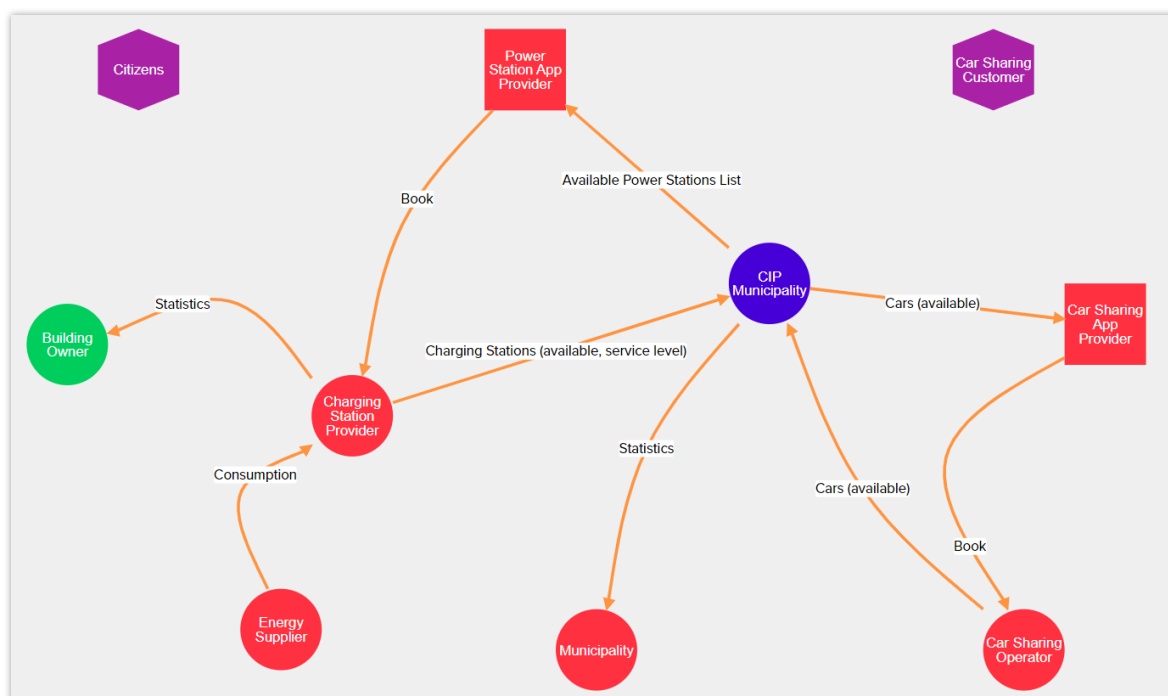 Citizens
Power
Station App
Provider
Car Sharing
Customer
Available Power Stations List
Book
CIP
Municipality
Statistics
Cars (available)
Car Sharing
App
Provider
Building
Owner
Charging Stations (available, service level)
Charging
Station
Provider
Statistics
Consumption
Cars (available)
Book
Energy
Supplier
Municipality
Car Sharing
Operator